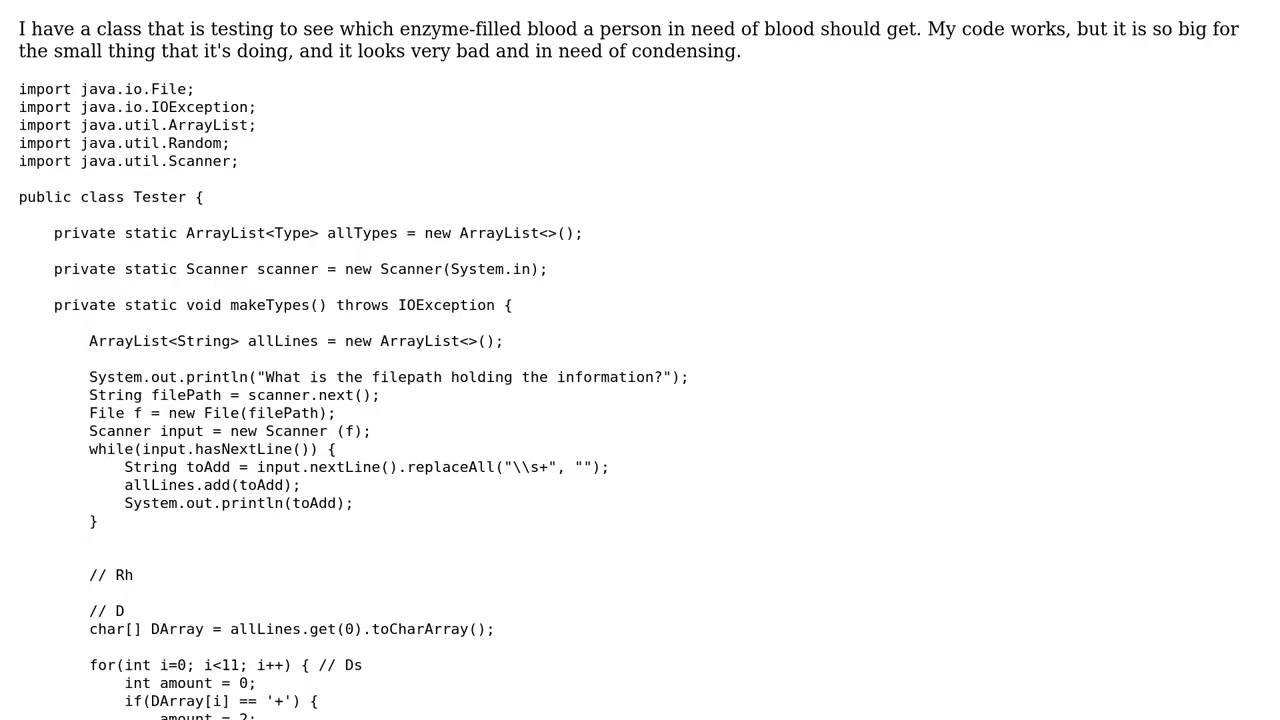 I have a class that is testing to see which enzyme-filled blood a person in need of blood should get. My code works, but it is so big for
the small thing that it's doing, and it looks very bad and in need of condensing.
import java.io.File;
import java.io.IOException;
import java.util.ArrayList;
import java.util.Random;
import java.util.Scanner;
public class Tester {
    private static ArrayList<Type> allTypes = new ArrayList<>();
    private static Scanner scanner = new Scanner(System.in);
    private static void makeTypes() throws IOException {
        ArrayList<String> allLines = new ArrayList<>();
        System.out.println("What is the filepath holding the information?");
        String filePath = scanner.next();
        File f = new File(filePath);
        Scanner input = new Scanner (f);
        while(input.hasNextLine()) {
            String toAdd = input.nextLine().replaceAll("\\s+", "");
            allLines.add(toAdd);
            System.out.println(toAdd);
        }
        // Rh
        // D
        char[] DArray = allLines.get(0).toCharArray();
        for(int i=0; i<11; i++) { // Ds
            int amount = 0;
            if(DArray[i] == '+') {
                amount = 2;